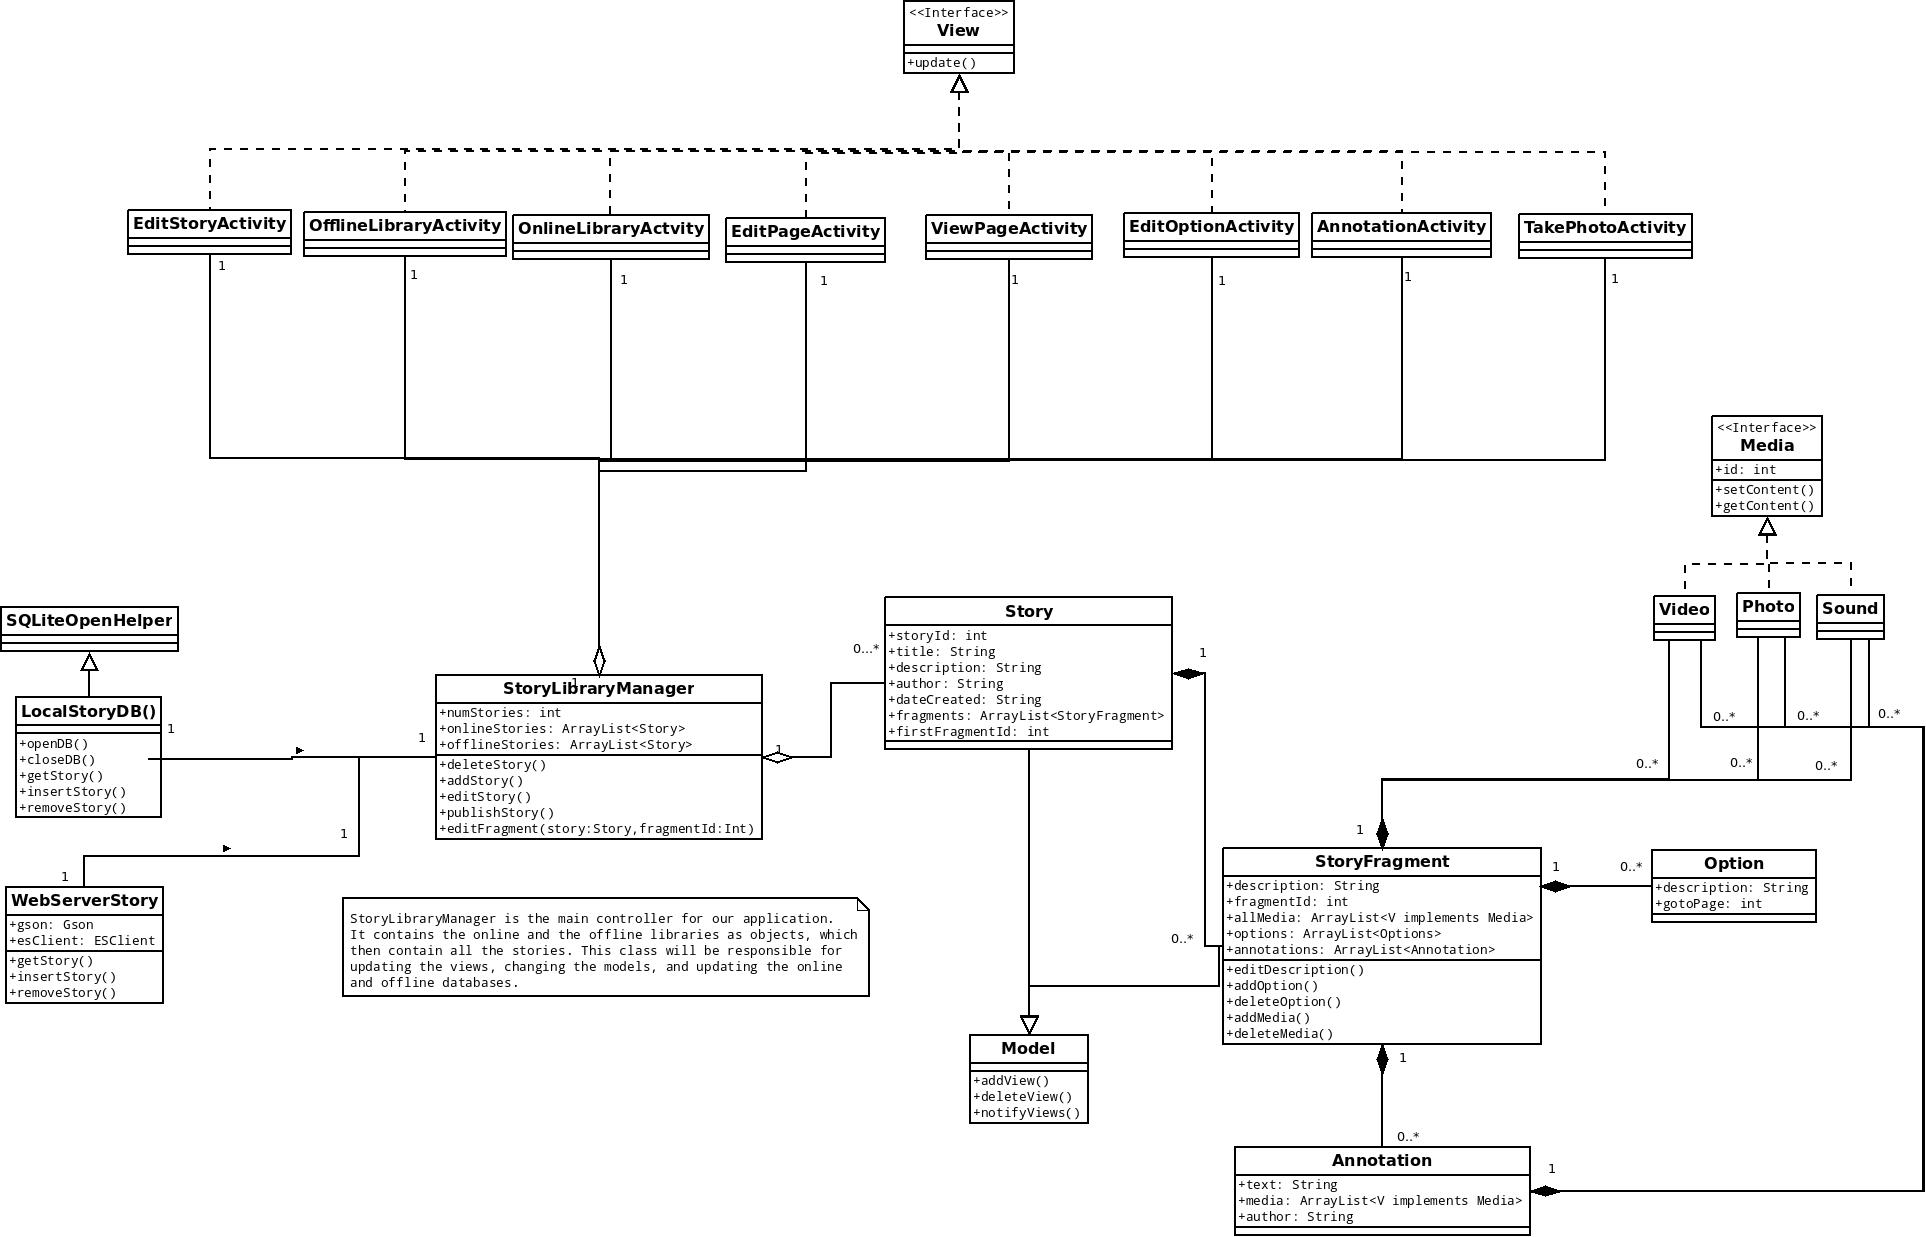 <<Interface>>
View
+update()
EditStoryActivity
OfflineLibraryActivity
OnlineLibraryActvity
EditPageActivity
ViewPageActivity
EditOptionActivity
AnnotationActivity
TakePhotoActivity
1
1
1
1
1
1
1
1
<<Interface>>
Media
+id: int
+setContent()
+getContent()
Video
Photo
Sound
0..*
0..*
0..*
0..*
0..*
0..*
SQLiteOpenHelper
LocalStoryDB()
+openDB()
+closeDB()
+getStory()
+insertStory()
+removeStory()
1
1
1
1
WebServerStory
+gson: Gson
+esClient: ESClient
+getStory()
+insertStory()
+removeStory()
1
StoryLibraryManager
+numStories: int
+onlineStories: ArrayList<Story>
+offlineStories: ArrayList<Story>
+deleteStory()
+addStory()
+editStory()
+publishStory()
+editFragment(story:Story,fragmentId:Int)
1
0...*
Story
+storyId: int
+title: String
+description: String
+author: String
+dateCreated: String
+fragments: ArrayList<StoryFragment>
+firstFragmentId: int
1
0..*
StoryLibraryManager is the main controller for our application.
It contains the online and the offline libraries as objects, which
then contain all the stories. This class will be responsible for
updating the views, changing the models, and updating the online
and offline databases.
Model
+addView()
+deleteView()
+notifyViews()
1
StoryFragment
+description: String
+fragmentId: int
+allMedia: ArrayList<V implements Media>
+options: ArrayList<Options>
+annotations: ArrayList<Annotation>
+editDescription()
+addOption()
+deleteOption()
+addMedia()
+deleteMedia()
1
0..*
Option
+description: String
+gotoPage: int
1
0..*
Annotation
+text: String
+media: ArrayList<V implements Media>
+author: String
1